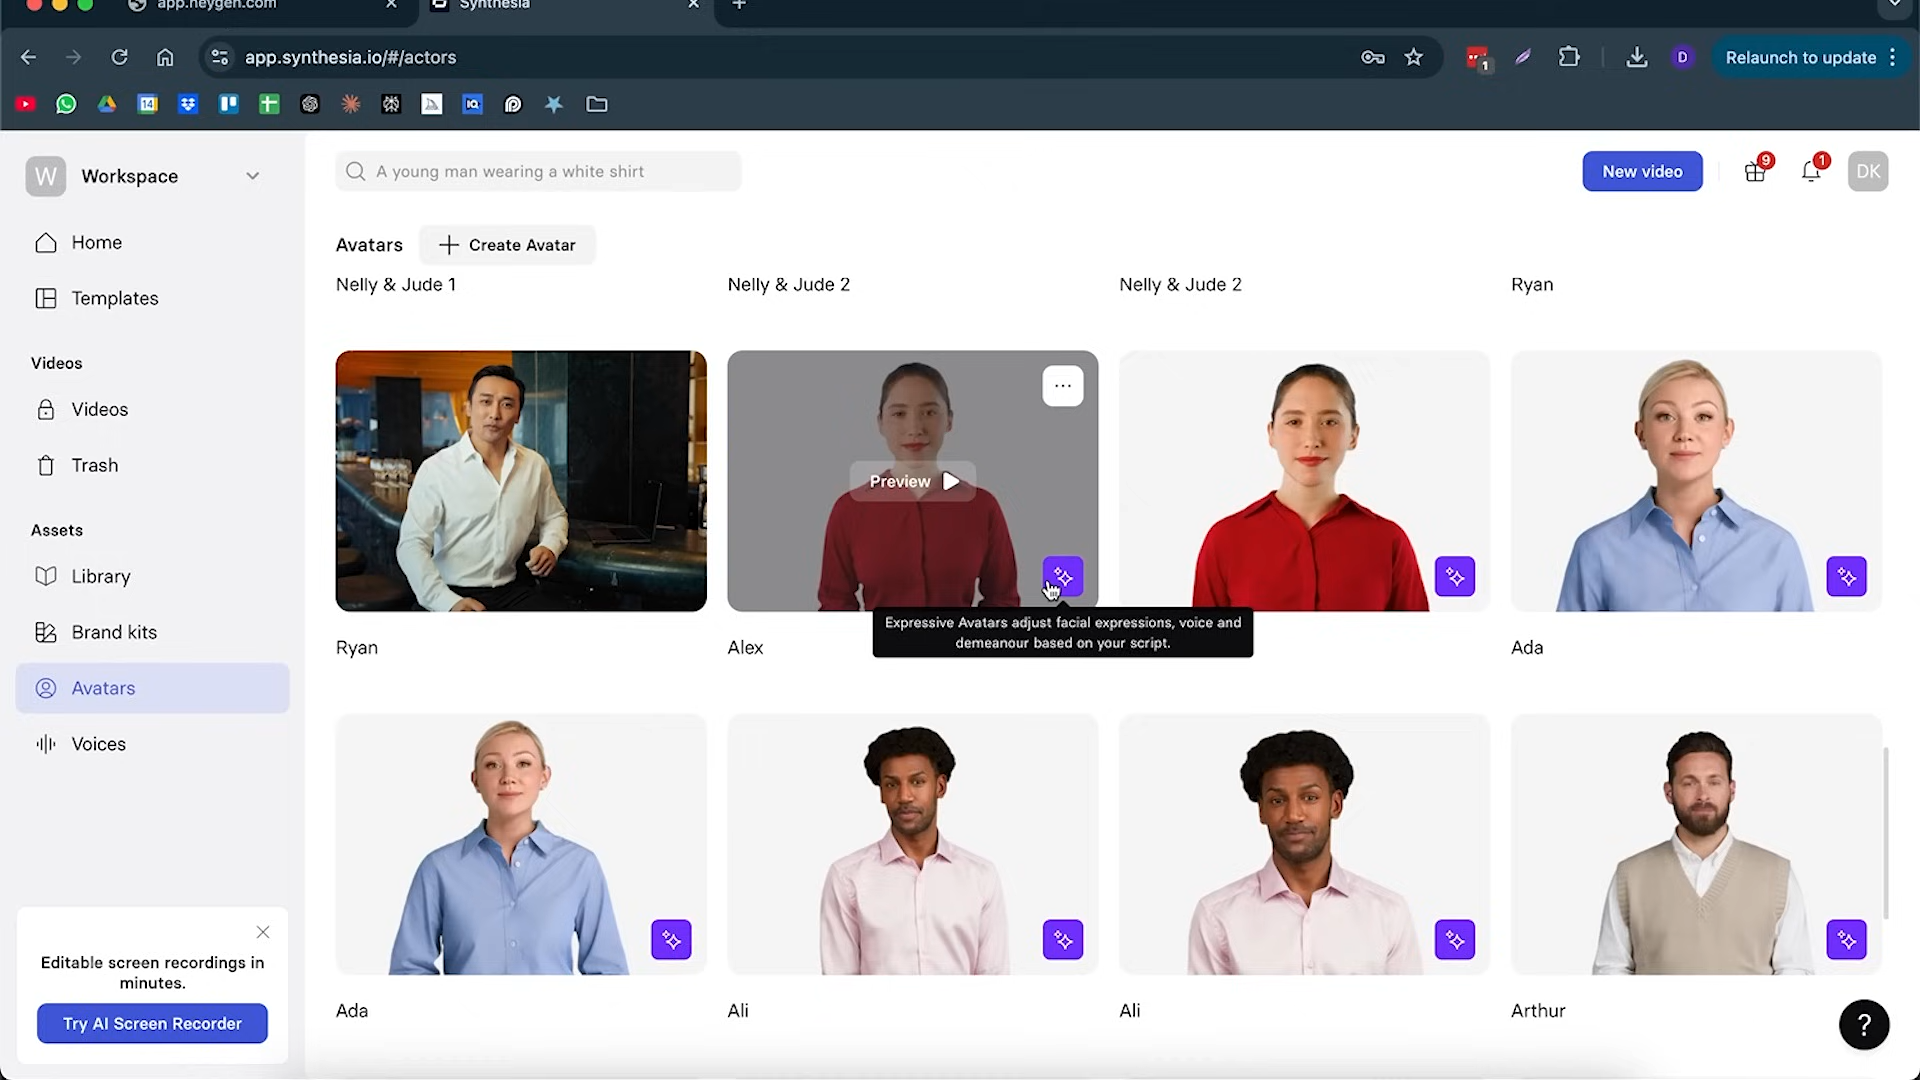 app.heygen.com
Synthesia
app.synthesia.io/#/actors
1
D
Relaunch to update
14
IQ
W
Workspace
A young man wearing a white shirt
New video
9
1
DK
Home
Templates
Videos
Videos
Trash
Assets
Library
Brand kits
Avatars
Voices
Editable screen recordings in
minutes.
Try AI Screen Recorder
Avatars
+ Create Avatar
Nelly & Jude 1
Nelly & Jude 2
Nelly & Jude 2
Ryan
Preview
Expressive Avatars adjust facial expressions, voice and
demeanour based on your script.
Ryan
Alex
Ada
Ada
Ali
Ali
Arthur
?